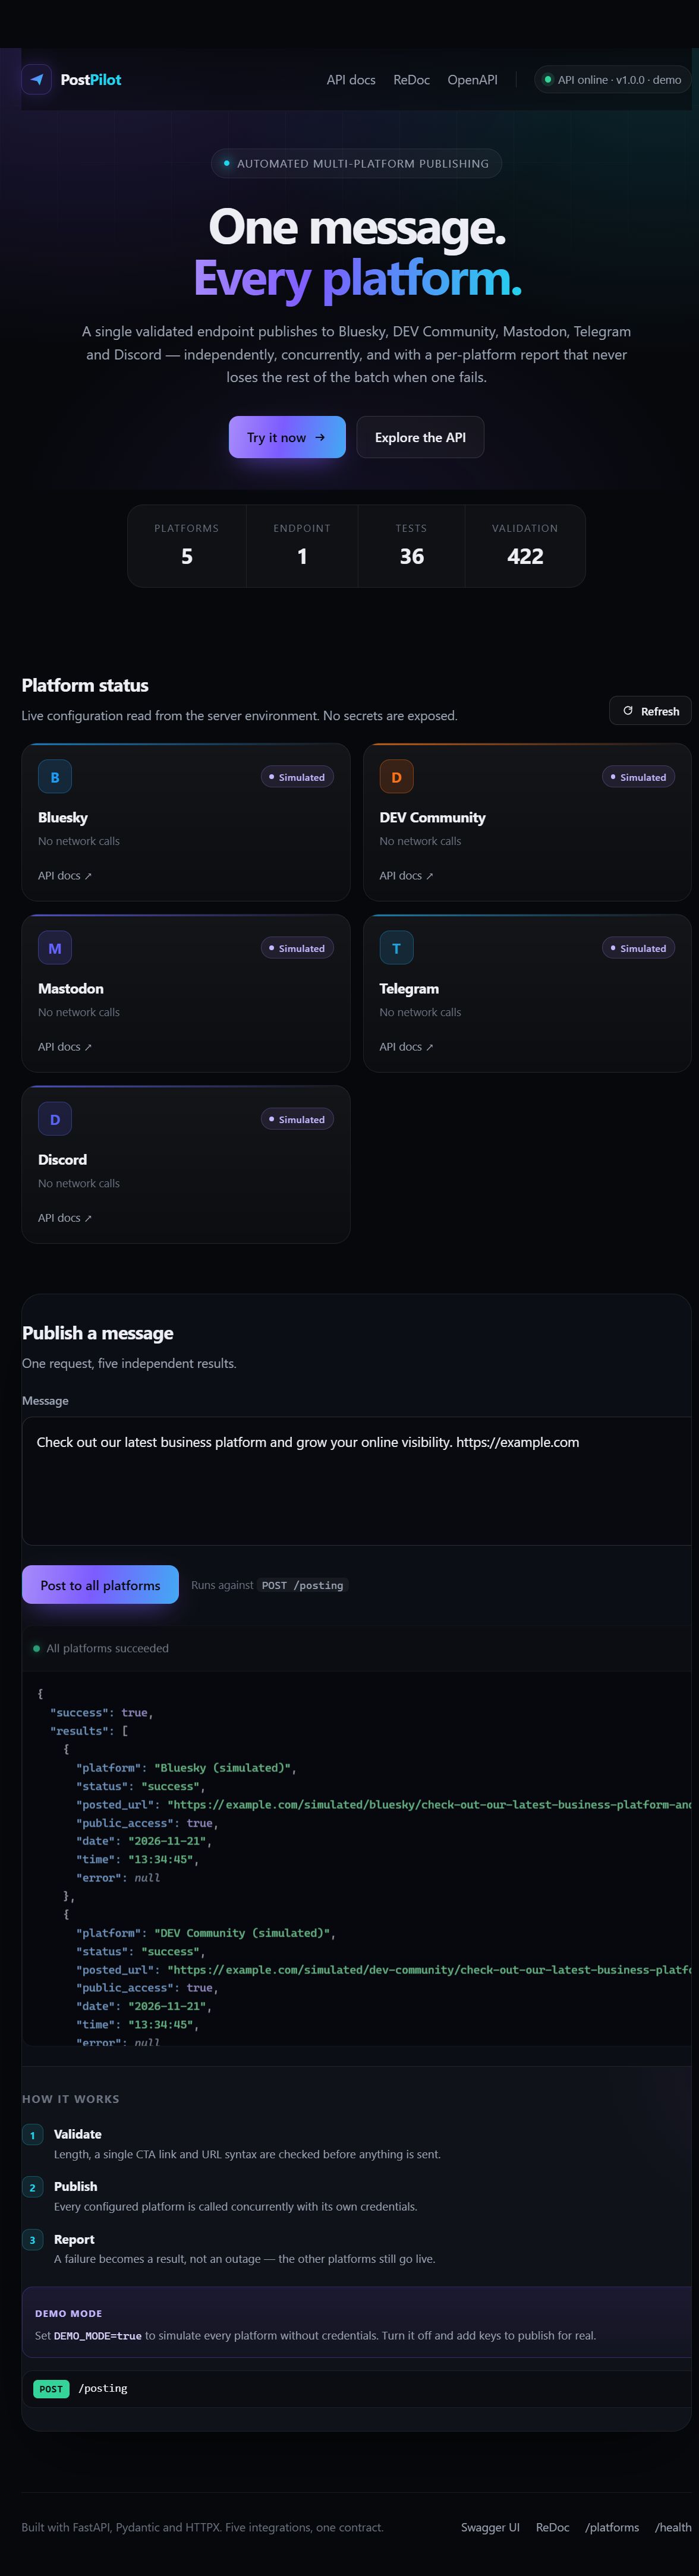 PostPilot
API docs ReDoc OpenAPI API online · v1.0.0 · demo
AUTOMATED MULTI-PLATFORM PUBLISHING
One message.
Every platform.
A single validated endpoint publishes to Bluesky, DEV Community, Mastodon, Telegram
and Discord — independently, concurrently, and with a per-platform report that never
loses the rest of the batch when one fails.
Try it now → Explore the API
PLATFORMS ENDPOINT TESTS VALIDATION
5 1 36 422
Platform status
Live configuration read from the server environment. No secrets are exposed.
Refresh
B Simulated
Bluesky
No network calls
API docs ↗
D Simulated
DEV Community
No network calls
API docs ↗
M Simulated
Mastodon
No network calls
API docs ↗
T Simulated
Telegram
No network calls
API docs ↗
D Simulated
Discord
No network calls
API docs ↗
Publish a message
One request, five independent results.
Message
Check out our latest business platform and grow your online visibility. https://example.com
Post to all platforms Runs against POST /posting
All platforms succeeded
{
"success": true,
"results": [
{
"platform": "Bluesky (simulated)",
"status": "success",
"posted_url": "https://example.com/simulated/bluesky/check-out-our-latest-business-platform-and
"public_access": true,
"date": "2026-11-21",
"time": "13:34:45",
"error": null
},
{
"platform": "DEV Community (simulated)",
"status": "success",
"posted_url": "https://example.com/simulated/dev-community/check-out-our-latest-business-platfo
"public_access": true,
"date": "2026-11-21",
"time": "13:34:45",
"error": null
HOW IT WORKS
1 Validate
Length, a single CTA link and URL syntax are checked before anything is sent.
2 Publish
Every configured platform is called concurrently with its own credentials.
3 Report
A failure becomes a result, not an outage — the other platforms still go live.
DEMO MODE
Set DEMO_MODE=true to simulate every platform without credentials. Turn it off and add keys to publish for real.
POST /posting
Built with FastAPI, Pydantic and HTTPX. Five integrations, one contract.
Swagger UI ReDoc /platforms /health